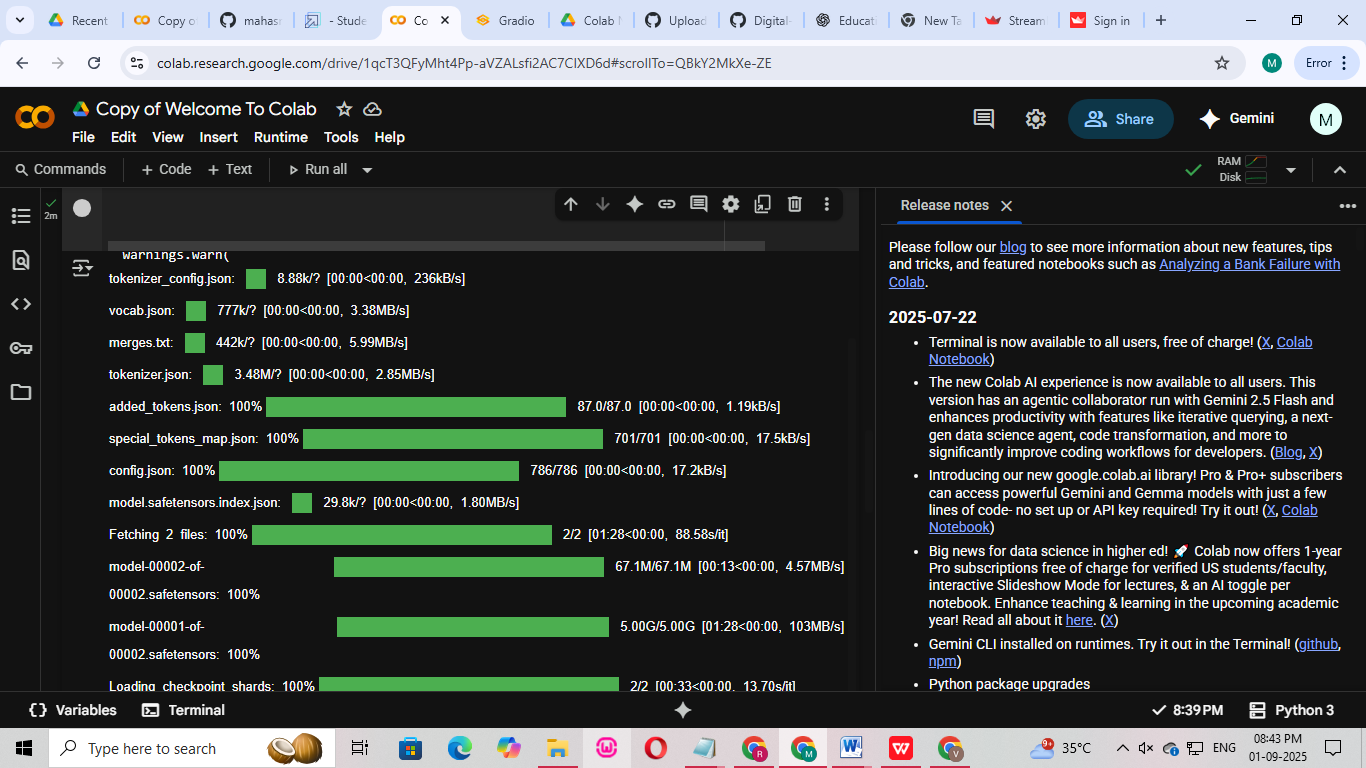 Recent
Copy o
mahasr
- Stude
Co
Gradio
Colab
Upload
Digital-
Educati
New Ta
Stream
Sign in
colab.research.google.com/drive/1qcT3QFyMht4Pp-aVZALsfi2AC7CIXD6d#scrollTo=QBkY2MkXe-ZE
M
Error
Copy of Welcome To Colab
File Edit View Insert Runtime Tools Help
Share
Gemini
M
Commands + Code + Text Run all
RAM
Disk
2m
Release notes
warnings.warn(
tokenizer_config.json: 8.88k/? [00:00<00:00, 236kB/s]
vocab.json: 777k/? [00:00<00:00, 3.38MB/s]
merges.txt: 442k/? [00:00<00:00, 5.99MB/s]
tokenizer.json: 3.48M/? [00:00<00:00, 2.85MB/s]
added_tokens.json: 100% 87.0/87.0 [00:00<00:00, 1.19kB/s]
special_tokens_map.json: 100% 701/701 [00:00<00:00, 17.5kB/s]
config.json: 100% 786/786 [00:00<00:00, 17.2kB/s]
model.safetensors.index.json: 29.8k/? [00:00<00:00, 1.80MB/s]
Fetching 2 files: 100% 2/2 [01:28<00:00, 88.58s/it]
model-00002-of- 67.1M/67.1M [00:13<00:00, 4.57MB/s]
00002.safetensors: 100%
model-00001-of- 5.00G/5.00G [01:28<00:00, 103MB/s]
00002.safetensors: 100%
Loading checkpoint shards: 100% 2/2 [00:33<00:00, 13.70s/it]
Please follow our blog to see more information about new features, tips
and tricks, and featured notebooks such as Analyzing a Bank Failure with
Colab.
2025-07-22
• Terminal is now available to all users, free of charge! (X, Colab
Notebook)
• The new Colab AI experience is now available to all users. This
version has an agentic collaborator run with Gemini 2.5 Flash and
enhances productivity with features like iterative querying, a next-
gen data science agent, code transformation, and more to
significantly improve coding workflows for developers. (Blog, X)
• Introducing our new google.colab.ai library! Pro & Pro+ subscribers
can access powerful Gemini and Gemma models with just a few
lines of code- no set up or API key required! Try it out! (X, Colab
Notebook)
• Big news for data science in higher ed! 🚀 Colab now offers 1-year
Pro subscriptions free of charge for verified US students/faculty,
interactive Slideshow Mode for lectures, & an AI toggle per
notebook. Enhance teaching & learning in the upcoming academic
year! Read all about it here. (X)
• Gemini CLI installed on runtimes. Try it out in the Terminal! (github,
npm)
• Python package upgrades
Variables
Terminal
8:39 PM
Python 3
Type here to search
35°C
ENG
08:43 PM
01-09-2025